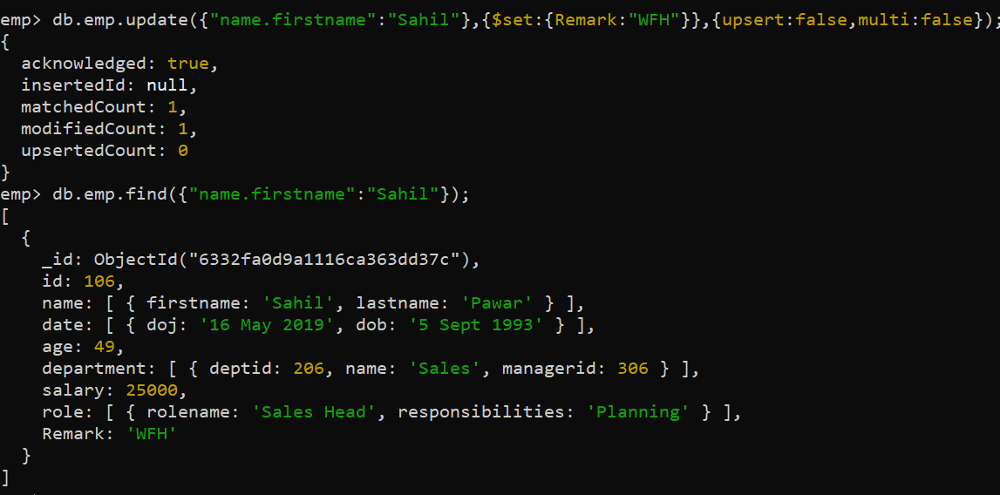 emp> db.emp.update({"name.firstname":"Sahil"},{$set:{Remark:"WFH"}},{upsert:false,multi:false});
{
  acknowledged: true,
  insertedId: null,
  matchedCount: 1,
  modifiedCount: 1,
  upsertedCount: 0
}
emp> db.emp.find({"name.firstname":"Sahil"});
[
  {
    _id: ObjectId("6332fa0d9a1116ca363dd37c"),
    id: 106,
    name: [ { firstname: 'Sahil', lastname: 'Pawar' } ],
    date: [ { doj: '16 May 2019', dob: '5 Sept 1993' } ],
    age: 49,
    department: [ { deptid: 206, name: 'Sales', managerid: 306 } ],
    salary: 25000,
    role: [ { rolename: 'Sales Head', responsibilities: 'Planning' } ],
    Remark: 'WFH'
  }
]